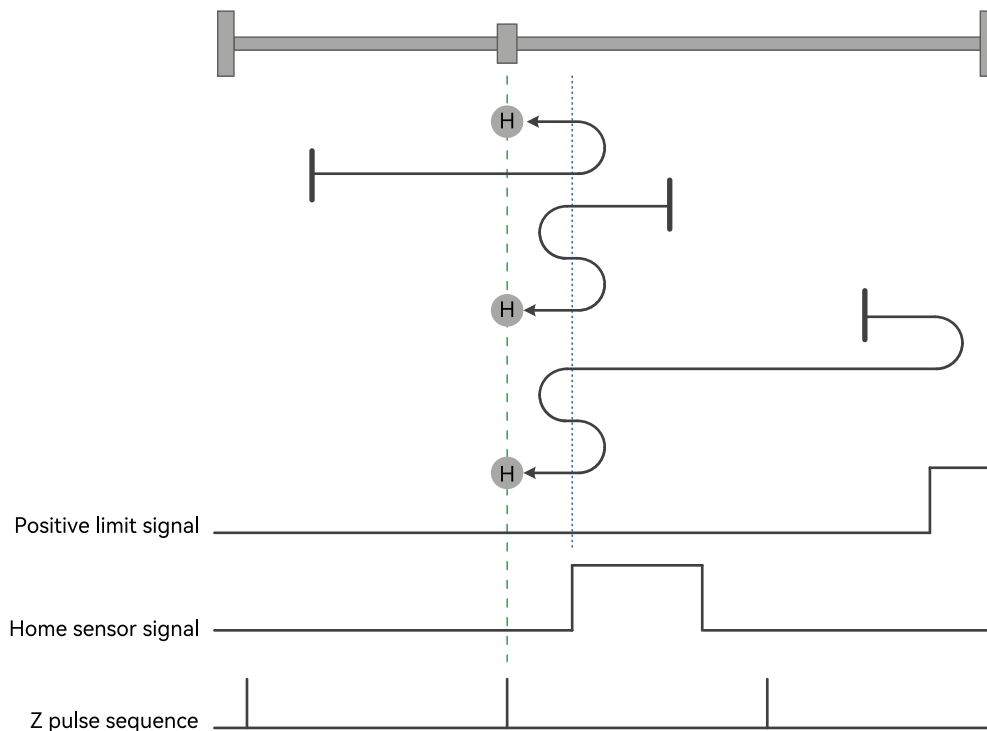 H
H
H
Positive limit signal
Home sensor signal
Z pulse sequence